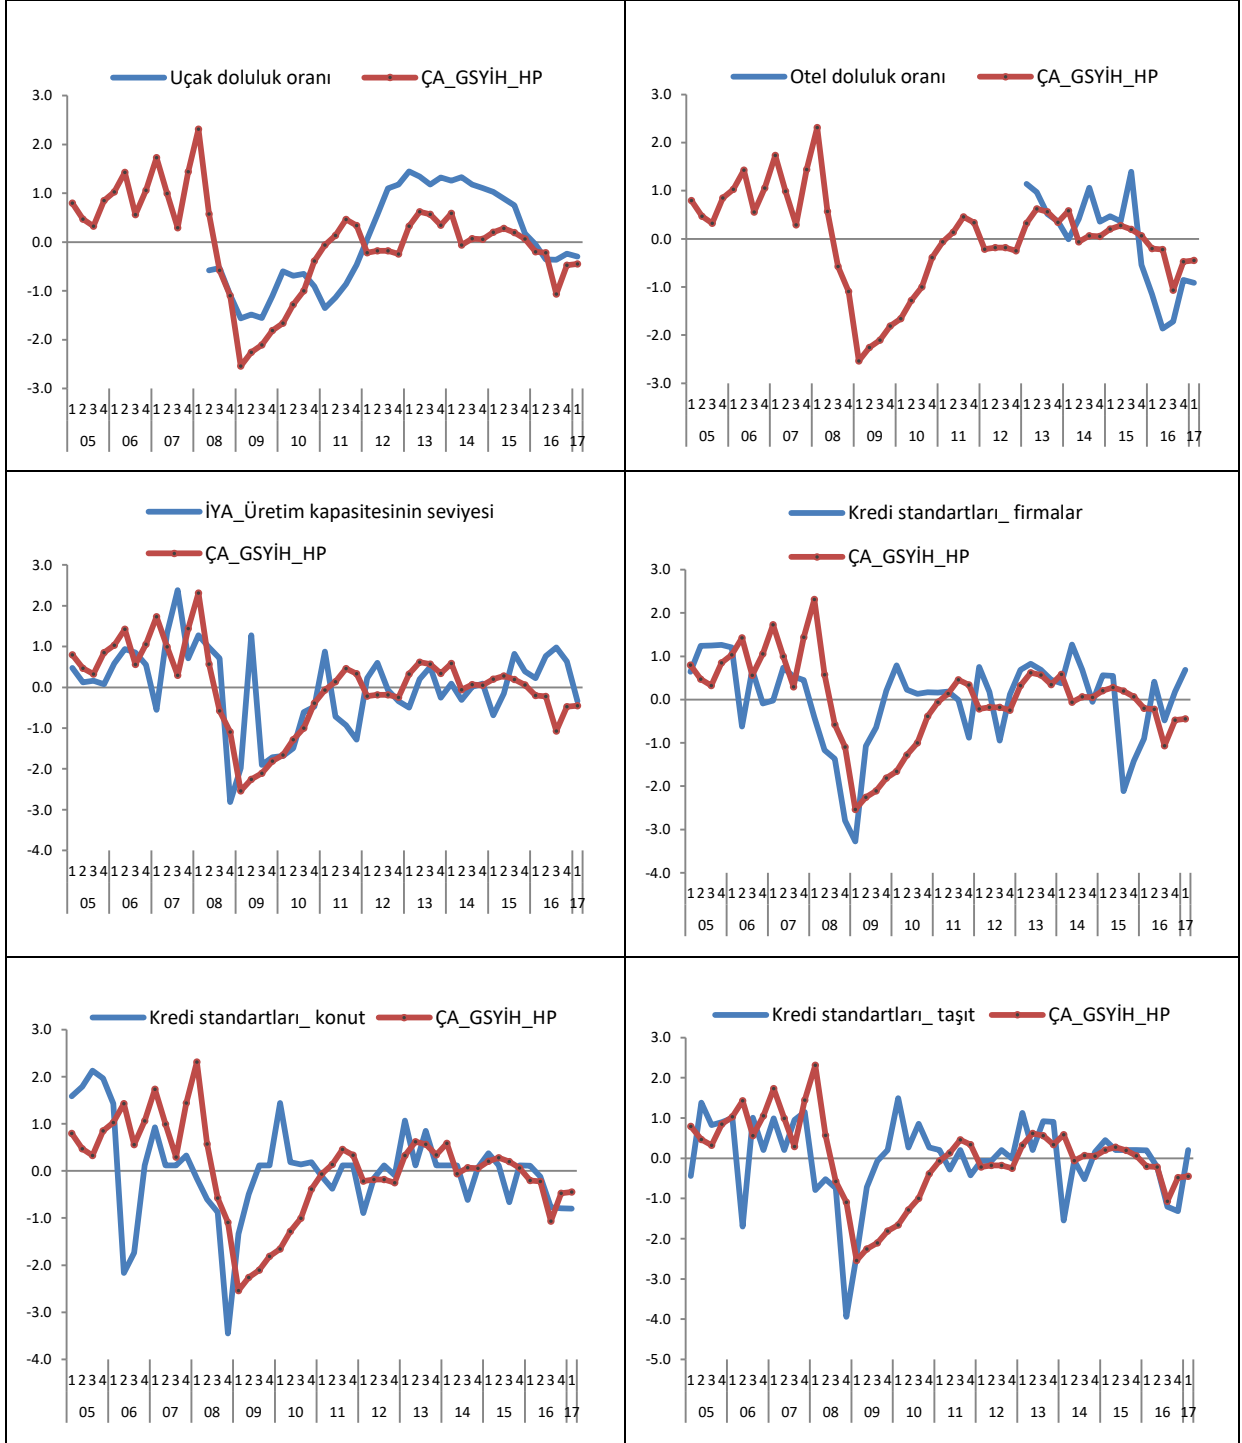 Uçak doluluk oranı ÇA_GSYİH_HP
3.0
2.0
1.0
0.0
-1.0
-2.0
-3.0
1 2 3 4 1 2 3 4 1 2 3 4 1 2 3 4 1 2 3 4 1 2 3 4 1 2 3 4 1 2 3 4 1 2 3 4 1 2 3 4 1 2 3 4 1 2 3 4 1
05 06 07 08 09 10 11 12 13 14 15 16 17
Otel doluluk oranı ÇA_GSYİH_HP
3.0
2.0
1.0
0.0
-1.0
-2.0
-3.0
1 2 3 4 1 2 3 4 1 2 3 4 1 2 3 4 1 2 3 4 1 2 3 4 1 2 3 4 1 2 3 4 1 2 3 4 1 2 3 4 1 2 3 4 1 2 3 4 1
05 06 07 08 09 10 11 12 13 14 15 16 17
İYA_Üretim kapasitesinin seviyesi
ÇA_GSYİH_HP
3.0
2.0
1.0
0.0
-1.0
-2.0
-3.0
-4.0
1 2 3 4 1 2 3 4 1 2 3 4 1 2 3 4 1 2 3 4 1 2 3 4 1 2 3 4 1 2 3 4 1 2 3 4 1 2 3 4 1 2 3 4 1 2 3 4 1
05 06 07 08 09 10 11 12 13 14 15 16 17
Kredi standartları_ firmalar
ÇA_GSYİH_HP
3.0
2.0
1.0
0.0
-1.0
-2.0
-3.0
-4.0
1 2 3 4 1 2 3 4 1 2 3 4 1 2 3 4 1 2 3 4 1 2 3 4 1 2 3 4 1 2 3 4 1 2 3 4 1 2 3 4 1 2 3 4 1 2 3 4 1
05 06 07 08 09 10 11 12 13 14 15 16 17
Kredi standartları_ konut ÇA_GSYİH_HP
3.0
2.0
1.0
0.0
-1.0
-2.0
-3.0
-4.0
1 2 3 4 1 2 3 4 1 2 3 4 1 2 3 4 1 2 3 4 1 2 3 4 1 2 3 4 1 2 3 4 1 2 3 4 1 2 3 4 1 2 3 4 1 2 3 4 1
05 06 07 08 09 10 11 12 13 14 15 16 17
Kredi standartları_ taşıt ÇA_GSYİH_HP
3.0
2.0
1.0
0.0
-1.0
-2.0
-3.0
-4.0
-5.0
1 2 3 4 1 2 3 4 1 2 3 4 1 2 3 4 1 2 3 4 1 2 3 4 1 2 3 4 1 2 3 4 1 2 3 4 1 2 3 4 1 2 3 4 1 2 3 4 1
05 06 07 08 09 10 11 12 13 14 15 16 17